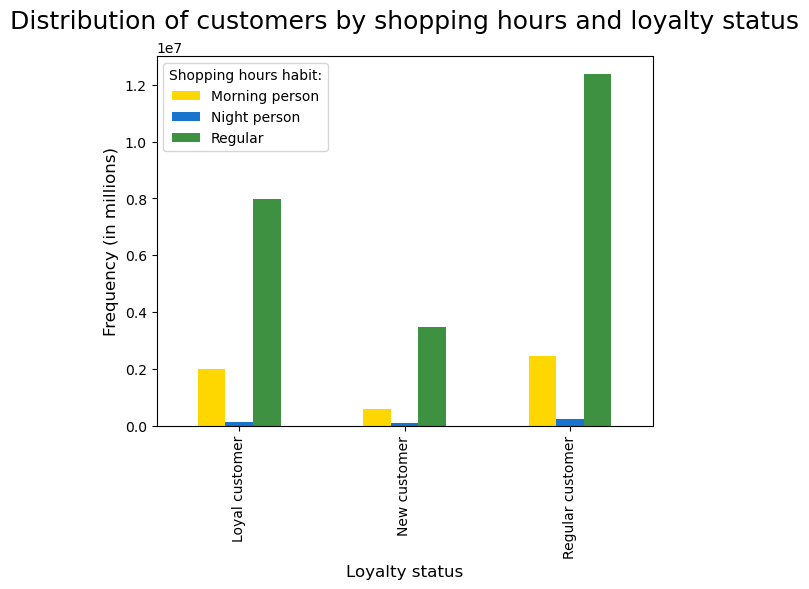 Distribution of customers by shopping hours and loyalty status
1e7
Shopping hours habit:
Morning person
Night person
Regular
1.2
1.0
0.8
0.6
0.4
0.2
0.0
Frequency (in millions)
Loyal customer
New customer
Regular customer
Loyalty status